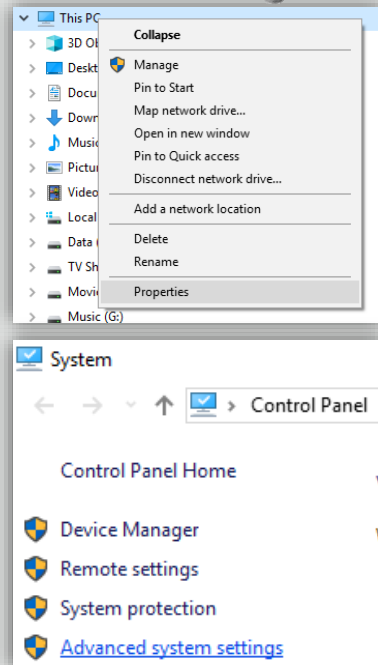 This PC
Collapse
3D Ob
Manage
Deskt
Pin to Start
Docu
Map network drive...
Down
Open in new window
Music
Pin to Quick access
Pictur
Disconnect network drive...
Video
Add a network location
Local
Data
Delete
TV Sh
Rename
Movi
Properties
Music (G:)
System
Control Panel
Control Panel Home
Device Manager
Remote settings
System protection
Advanced system settings